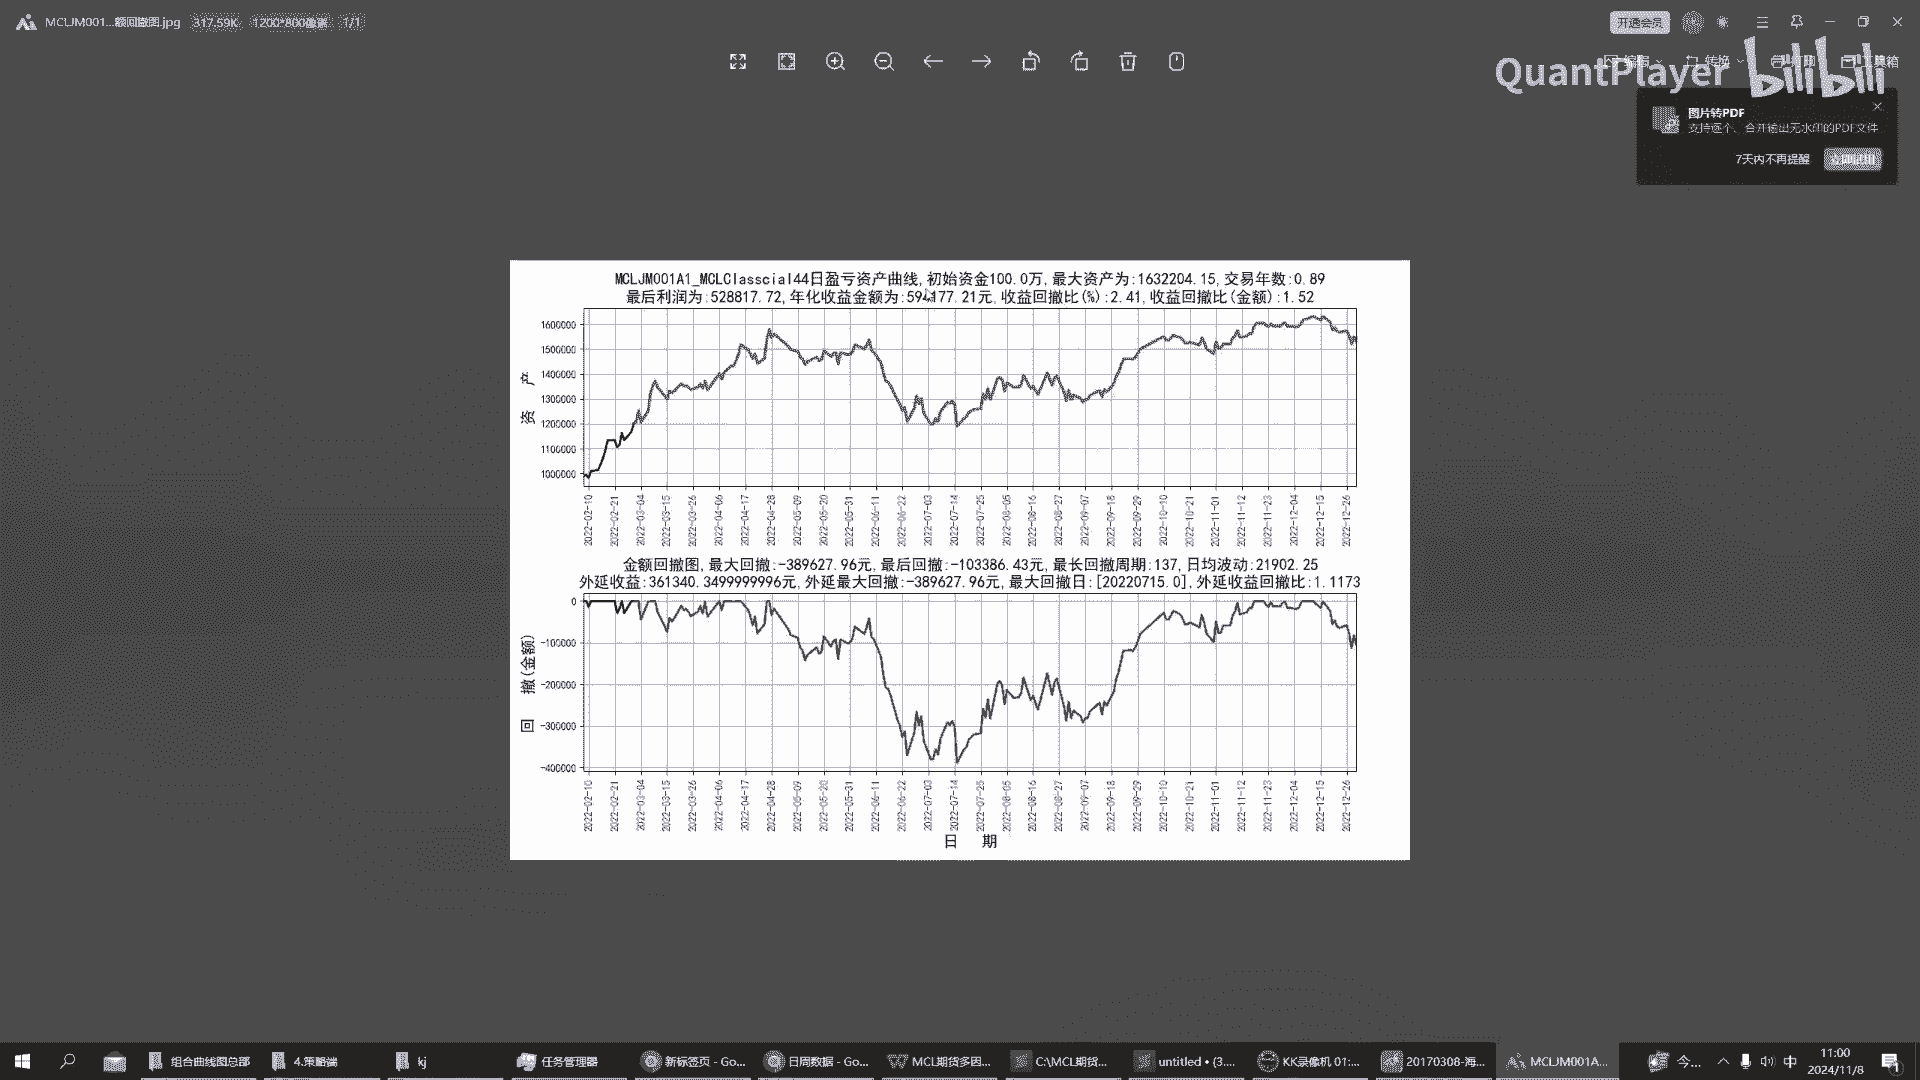 MCLJM001...额回撤图.jpg 317.59K 1200*800像素 1/1
开通会员
编辑 转换
QuantPlayer bilibili
图片转PDF
支持逐个、合并输出无水印的PDF文件
7天内不再提醒 立即试用
MCLJM001A1_MCLClasscial44日盈亏资产曲线,初始资金100.0万,最大资产为:1632204.15,交易年数:0.89
最后利润为:528817.72,年化收益金额为:594177.21元,收益回撤比(%):2.41,收益回撤比(金额):1.52
资 产
1600000
1500000
1400000
1300000
1200000
1100000
1000000
2022-02-10 2022-02-21 2022-03-04 2022-03-15 2022-03-26 2022-04-06 2022-04-17 2022-04-28 2022-05-09 2022-05-20 2022-05-31 2022-06-11 2022-06-22 2022-07-03 2022-07-14 2022-07-25 2022-08-05 2022-08-16 2022-08-27 2022-09-07 2022-09-18 2022-09-29 2022-10-10 2022-10-21 2022-11-01 2022-11-12 2022-11-23 2022-12-04 2022-12-15 2022-12-26
金额回撤图,最大回撤:-389627.96元,最后回撤:-103386.43元,最长回撤周期:137,日均波动:21902.25
外延收益:361340.3499999996元,外延最大回撤:-389627.96元,最大回撤日:[20220715.0],外延收益回撤比:1.1173
回 撤(金额)
0
-100000
-200000
-300000
-400000
2022-02-10 2022-02-21 2022-03-04 2022-03-15 2022-03-26 2022-04-06 2022-04-17 2022-04-28 2022-05-09 2022-05-20 2022-05-31 2022-06-11 2022-06-22 2022-07-03 2022-07-14 2022-07-25 2022-08-05 2022-08-16 2022-08-27 2022-09-07 2022-09-18 2022-09-29 2022-10-10 2022-10-21 2022-11-01 2022-11-12 2022-11-23 2022-12-04 2022-12-15 2022-12-26
日 期
组合曲线图总部 4.策略端 kj 任务管理器 新标签页 - Go... 日周数据 - Go... MCL期货多因... C:\MCL期货... untitled • (3.... KK录像机 01:... 20170308-海... MCLJM001A... 今... 中 11:00
2024/11/8